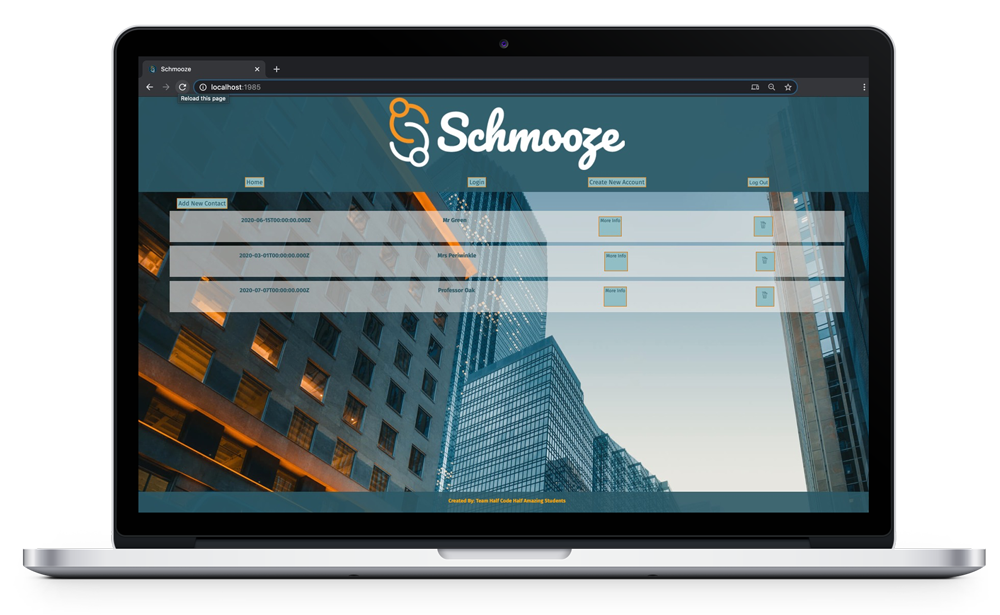 Schmooze
localhost:1985
Reload this page
Schmooze
Home Login Create New Account Log Out
Add New Contact
2020-06-15T00:00:00.000Z Mr Green More Info
2020-03-01T00:00:00.000Z Mrs Periwinkle More Info
2020-07-07T00:00:00.000Z Professor Oak More Info
Created By: Team Half Code Half Amazing Students